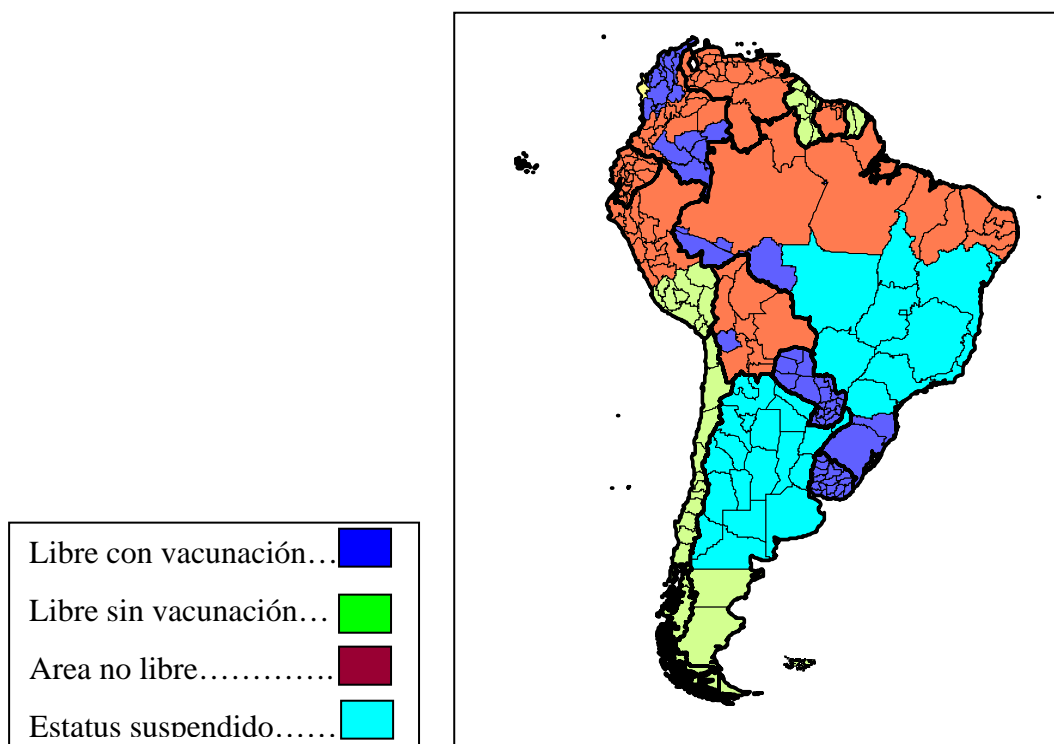 Libre con vacunación…
Libre sin vacunación…
Area no libre………….
Estatus suspendido……